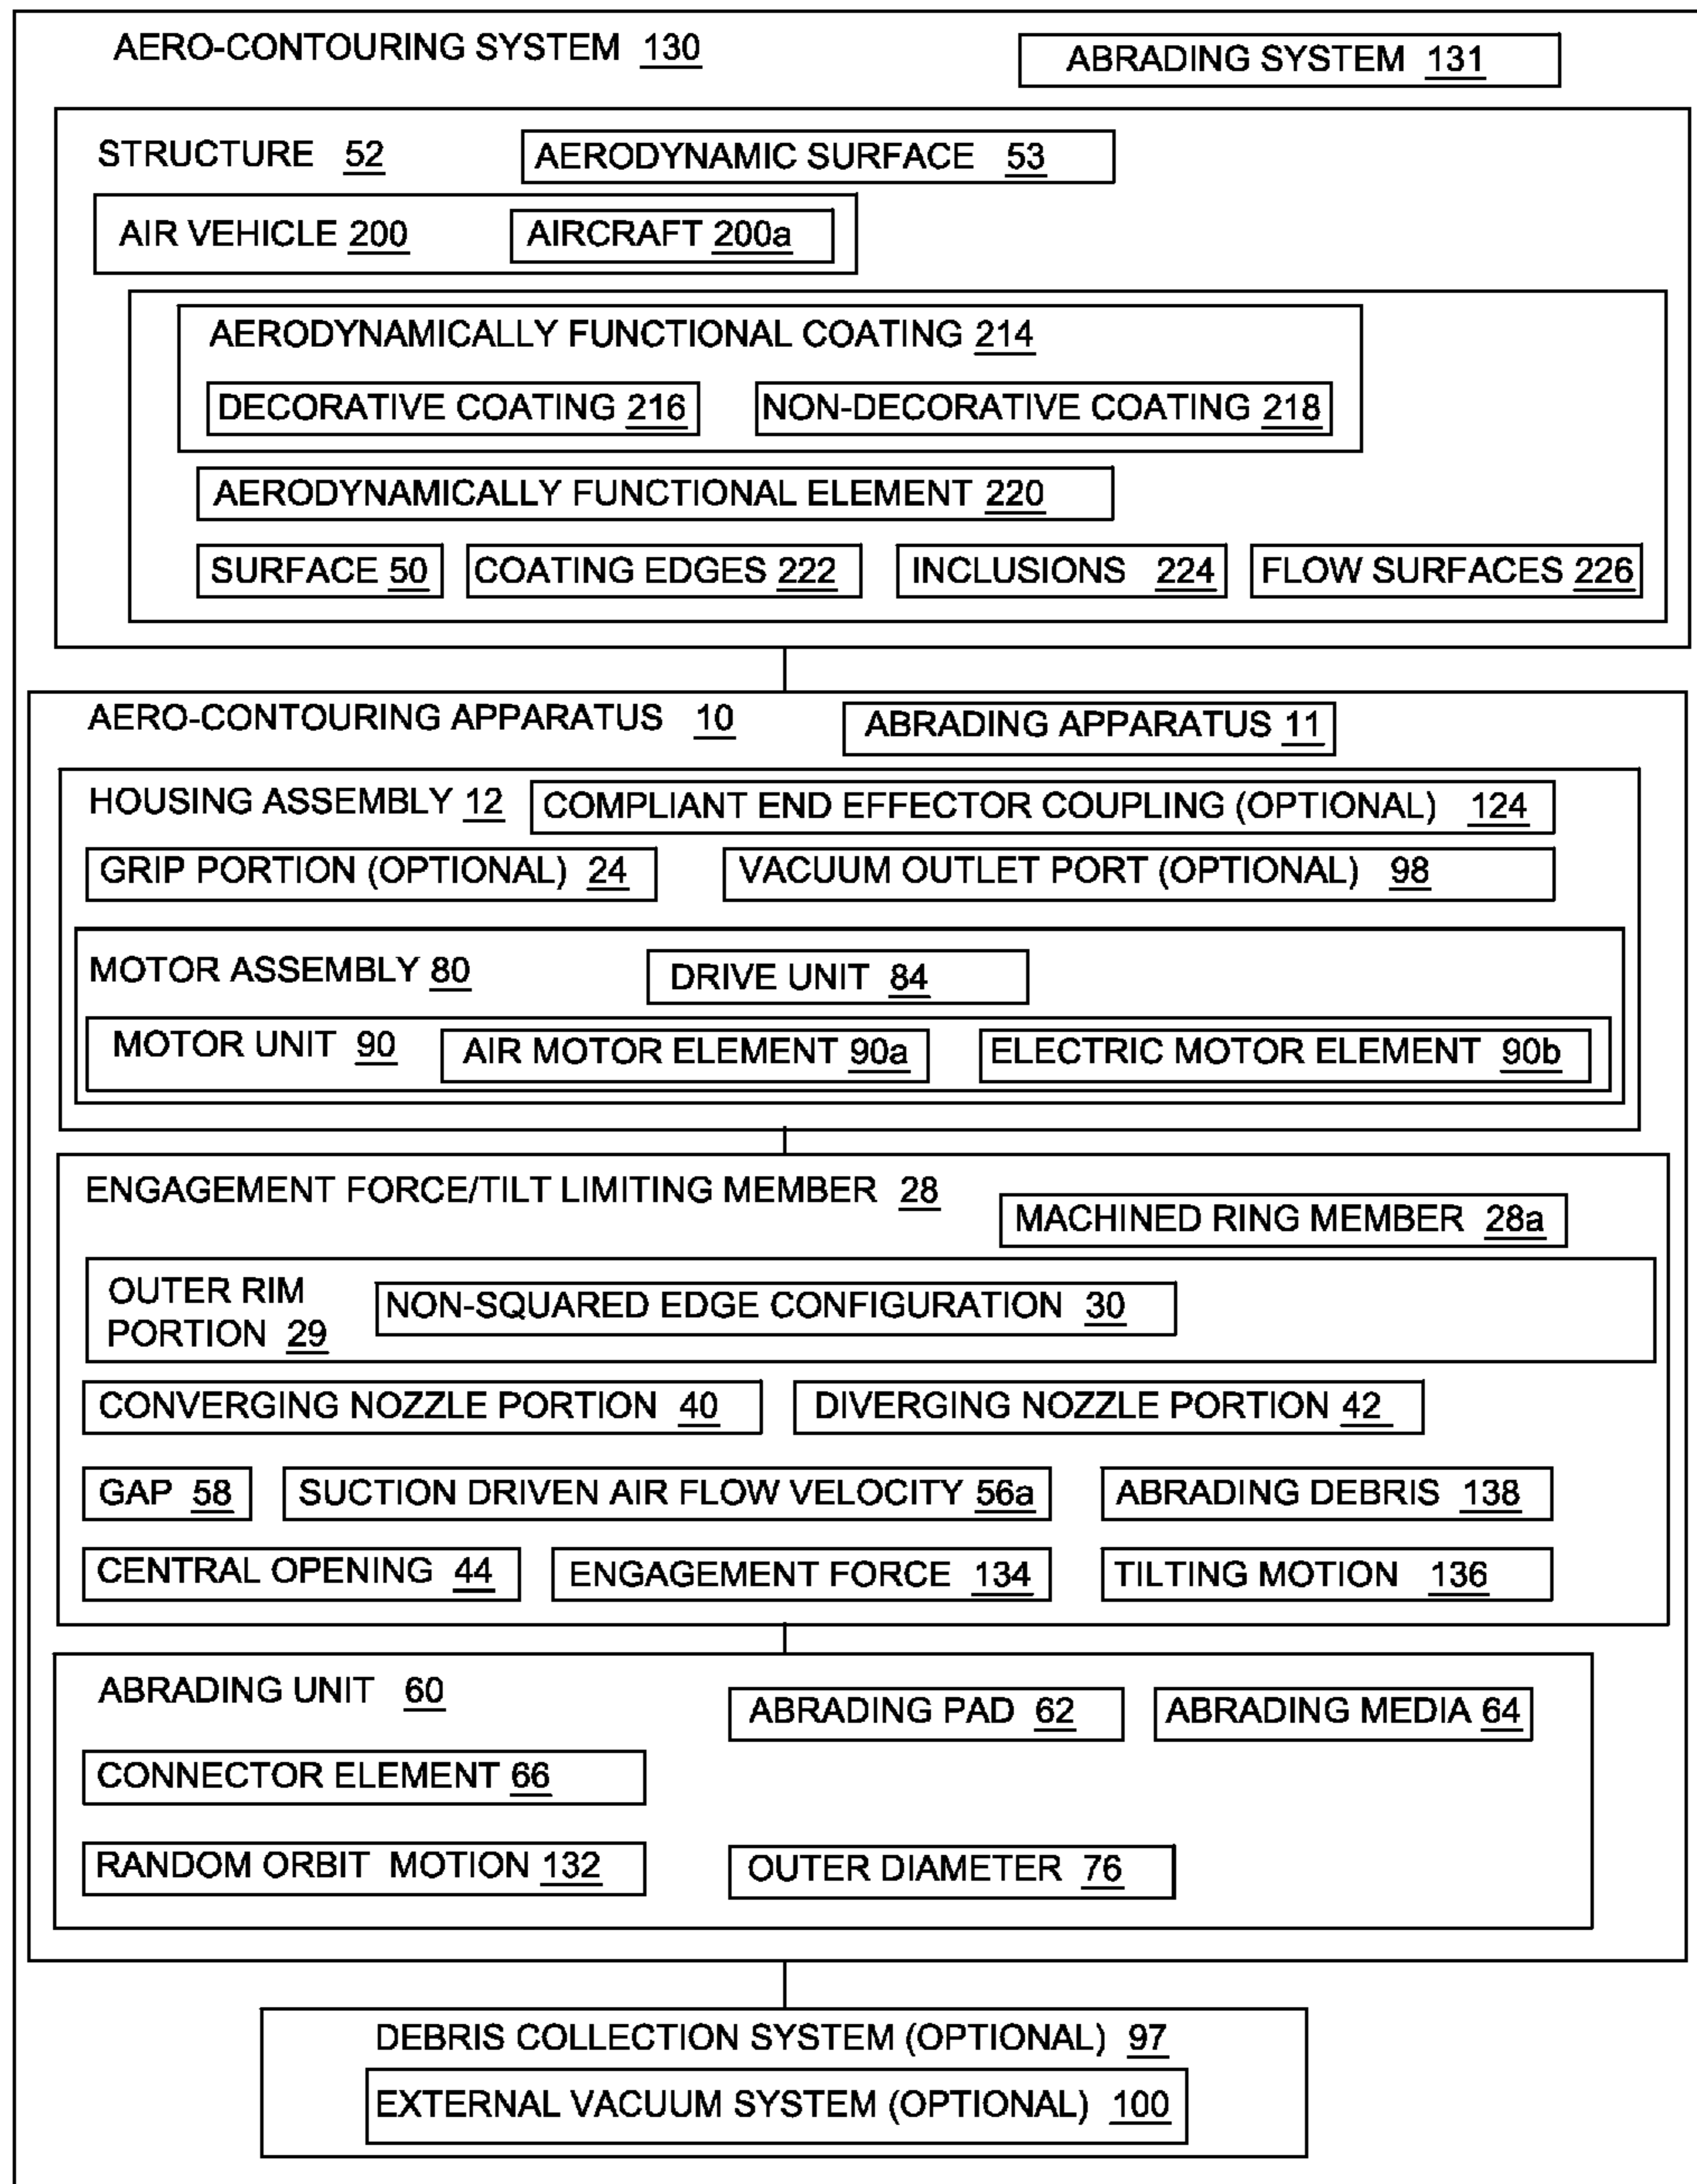 AERO-CONTOURING SYSTEM 130
ABRADING SYSTEM 131
STRUCTURE 52
AERODYNAMIC SURFACE 53
AIR VEHICLE 200
AIRCRAFT 200a
AERODYNAMICALLY FUNCTIONAL COATING 214
DECORATIVE COATING 216
NON-DECORATIVE COATING 218
AERODYNAMICALLY FUNCTIONAL ELEMENT 220
SURFACE 50
COATING EDGES 222
INCLUSIONS 224
FLOW SURFACES 226
AERO-CONTOURING APPARATUS 10
ABRADING APPARATUS 11
HOUSING ASSEMBLY 12
COMPLIANT END EFFECTOR COUPLING (OPTIONAL) 124
GRIP PORTION (OPTIONAL) 24
VACUUM OUTLET PORT (OPTIONAL) 98
MOTOR ASSEMBLY 80
DRIVE UNIT 84
MOTOR UNIT 90
AIR MOTOR ELEMENT 90a
ELECTRIC MOTOR ELEMENT 90b
ENGAGEMENT FORCE/TILT LIMITING MEMBER 28
MACHINED RING MEMBER 28a
OUTER RIM
PORTION 29
NON-SQUARED EDGE CONFIGURATION 30
CONVERGING NOZZLE PORTION 40
DIVERGING NOZZLE PORTION 42
GAP 58
SUCTION DRIVEN AIR FLOW VELOCITY 56a
ABRADING DEBRIS 138
CENTRAL OPENING 44
ENGAGEMENT FORCE 134
TILTING MOTION 136
ABRADING UNIT 60
ABRADING PAD 62
ABRADING MEDIA 64
CONNECTOR ELEMENT 66
RANDOM ORBIT MOTION 132
OUTER DIAMETER 76
DEBRIS COLLECTION SYSTEM (OPTIONAL) 97
EXTERNAL VACUUM SYSTEM (OPTIONAL) 100